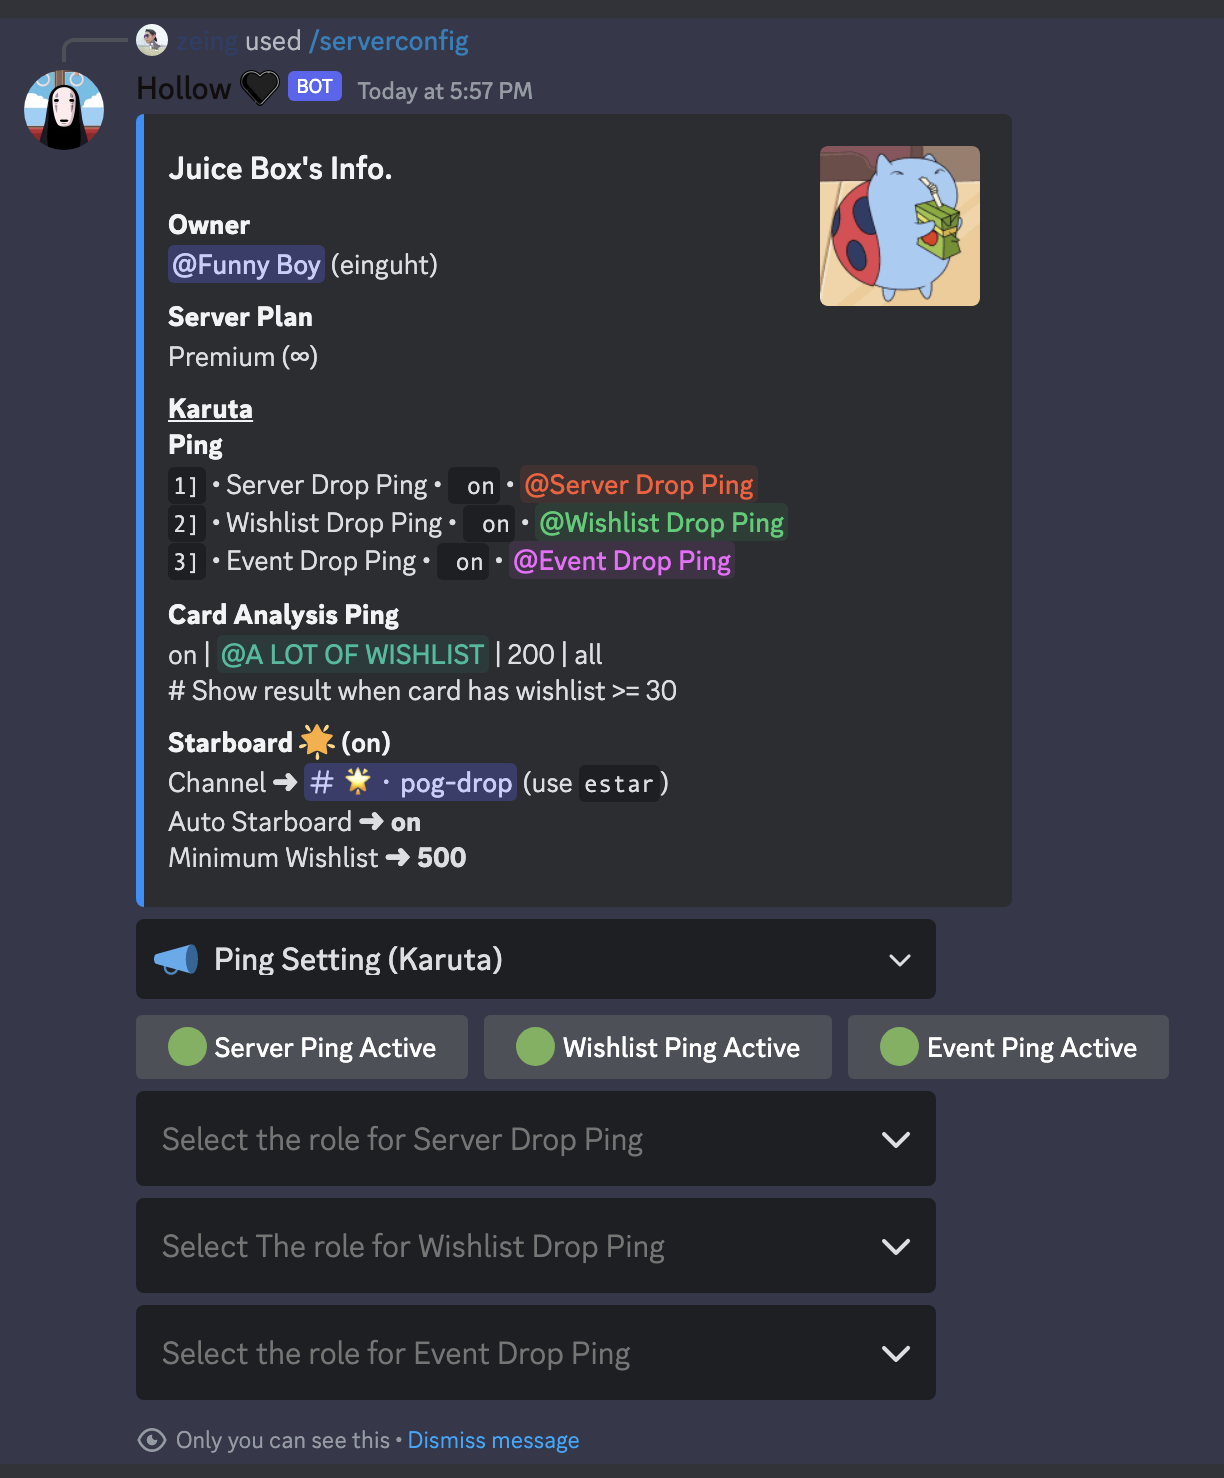 zeing used /serverconfig
Hollow 🖤 BOT Today at 5:57 PM
Juice Box's Info.
Owner
@Funny Boy (einguht)
Server Plan
Premium (∞)
Karuta
Ping
1] • Server Drop Ping • on • @Server Drop Ping
2] • Wishlist Drop Ping • on • @Wishlist Drop Ping
3] • Event Drop Ping • on • @Event Drop Ping
Card Analysis Ping
on | @A LOT OF WISHLIST | 200 | all
# Show result when card has wishlist >= 30
Starboard 🌟 (on)
Channel ➜ # 🌟 · pog-drop (use estar)
Auto Starboard ➜ on
Minimum Wishlist ➜ 500
Ping Setting (Karuta)
Server Ping Active
Wishlist Ping Active
Event Ping Active
Select the role for Server Drop Ping
Select The role for Wishlist Drop Ping
Select the role for Event Drop Ping
Only you can see this • Dismiss message